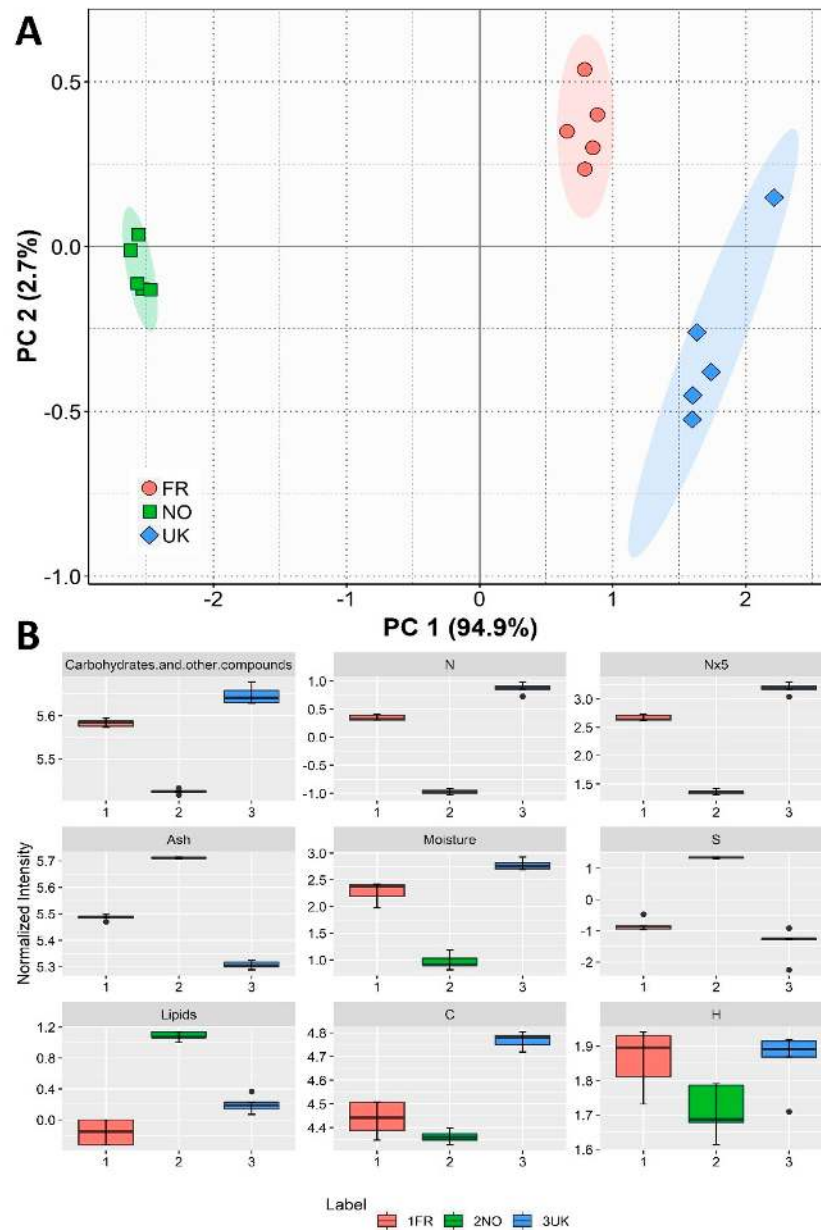 A
0.5
0.0
-0.5
-1.0
PC 2 (2.7%)
FR
NO
UK
-2 -1 0 1 2
PC 1 (94.9%)
B
Carbohydrates.and.other.compounds N Nx5
5.6
5.5
1 2 3
1.0
0.5
0.0
-0.5
-1.0
1 2 3
3.0
2.5
2.0
1.5
1 2 3
Normalized Intensity
Ash Moisture S
5.7
5.6
5.5
5.4
5.3
1 2 3
3.0
2.5
2.0
1.5
1.0
1 2 3
1
0
-1
-2
1 2 3
Lipids C H
1.2
0.8
0.4
0.0
1 2 3
4.8
4.7
4.6
4.5
4.4
1 2 3
1.9
1.8
1.7
1.6
1 2 3
Label
1FR 2NO 3UK